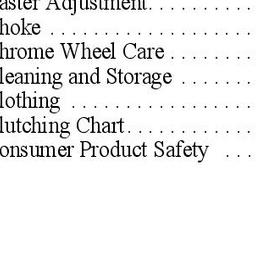 aster Adjustment. . . . . . . . . .
hoke . . . . . . . . . . . . . . . . . .
hrome Wheel Care . . . . . . . .
leaning and Storage . . . . . . .
lothing . . . . . . . . . . . . . . . .
lutching Chart. . . . . . . . . . . .
onsumer Product Safety . . .